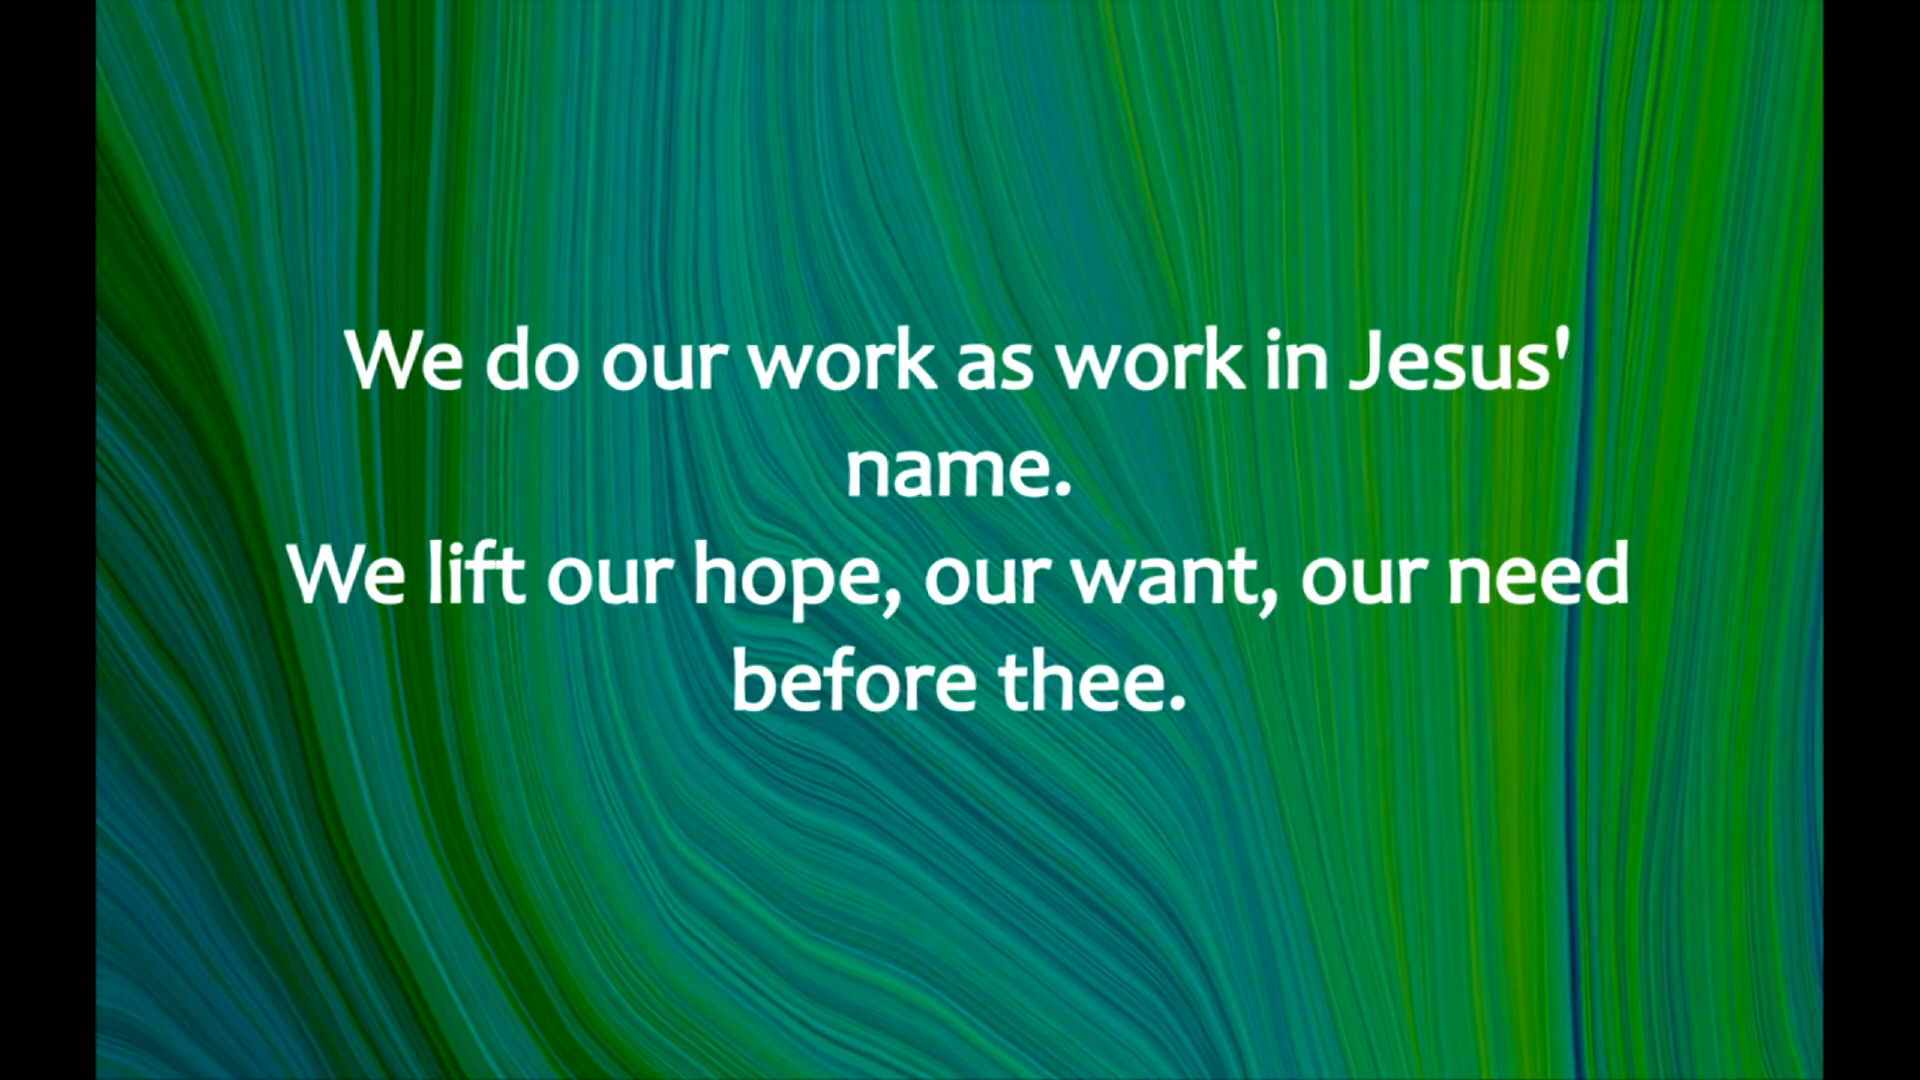 We do our work as work in Jesus'
name.
We lift our hope, our want, our need
before thee.